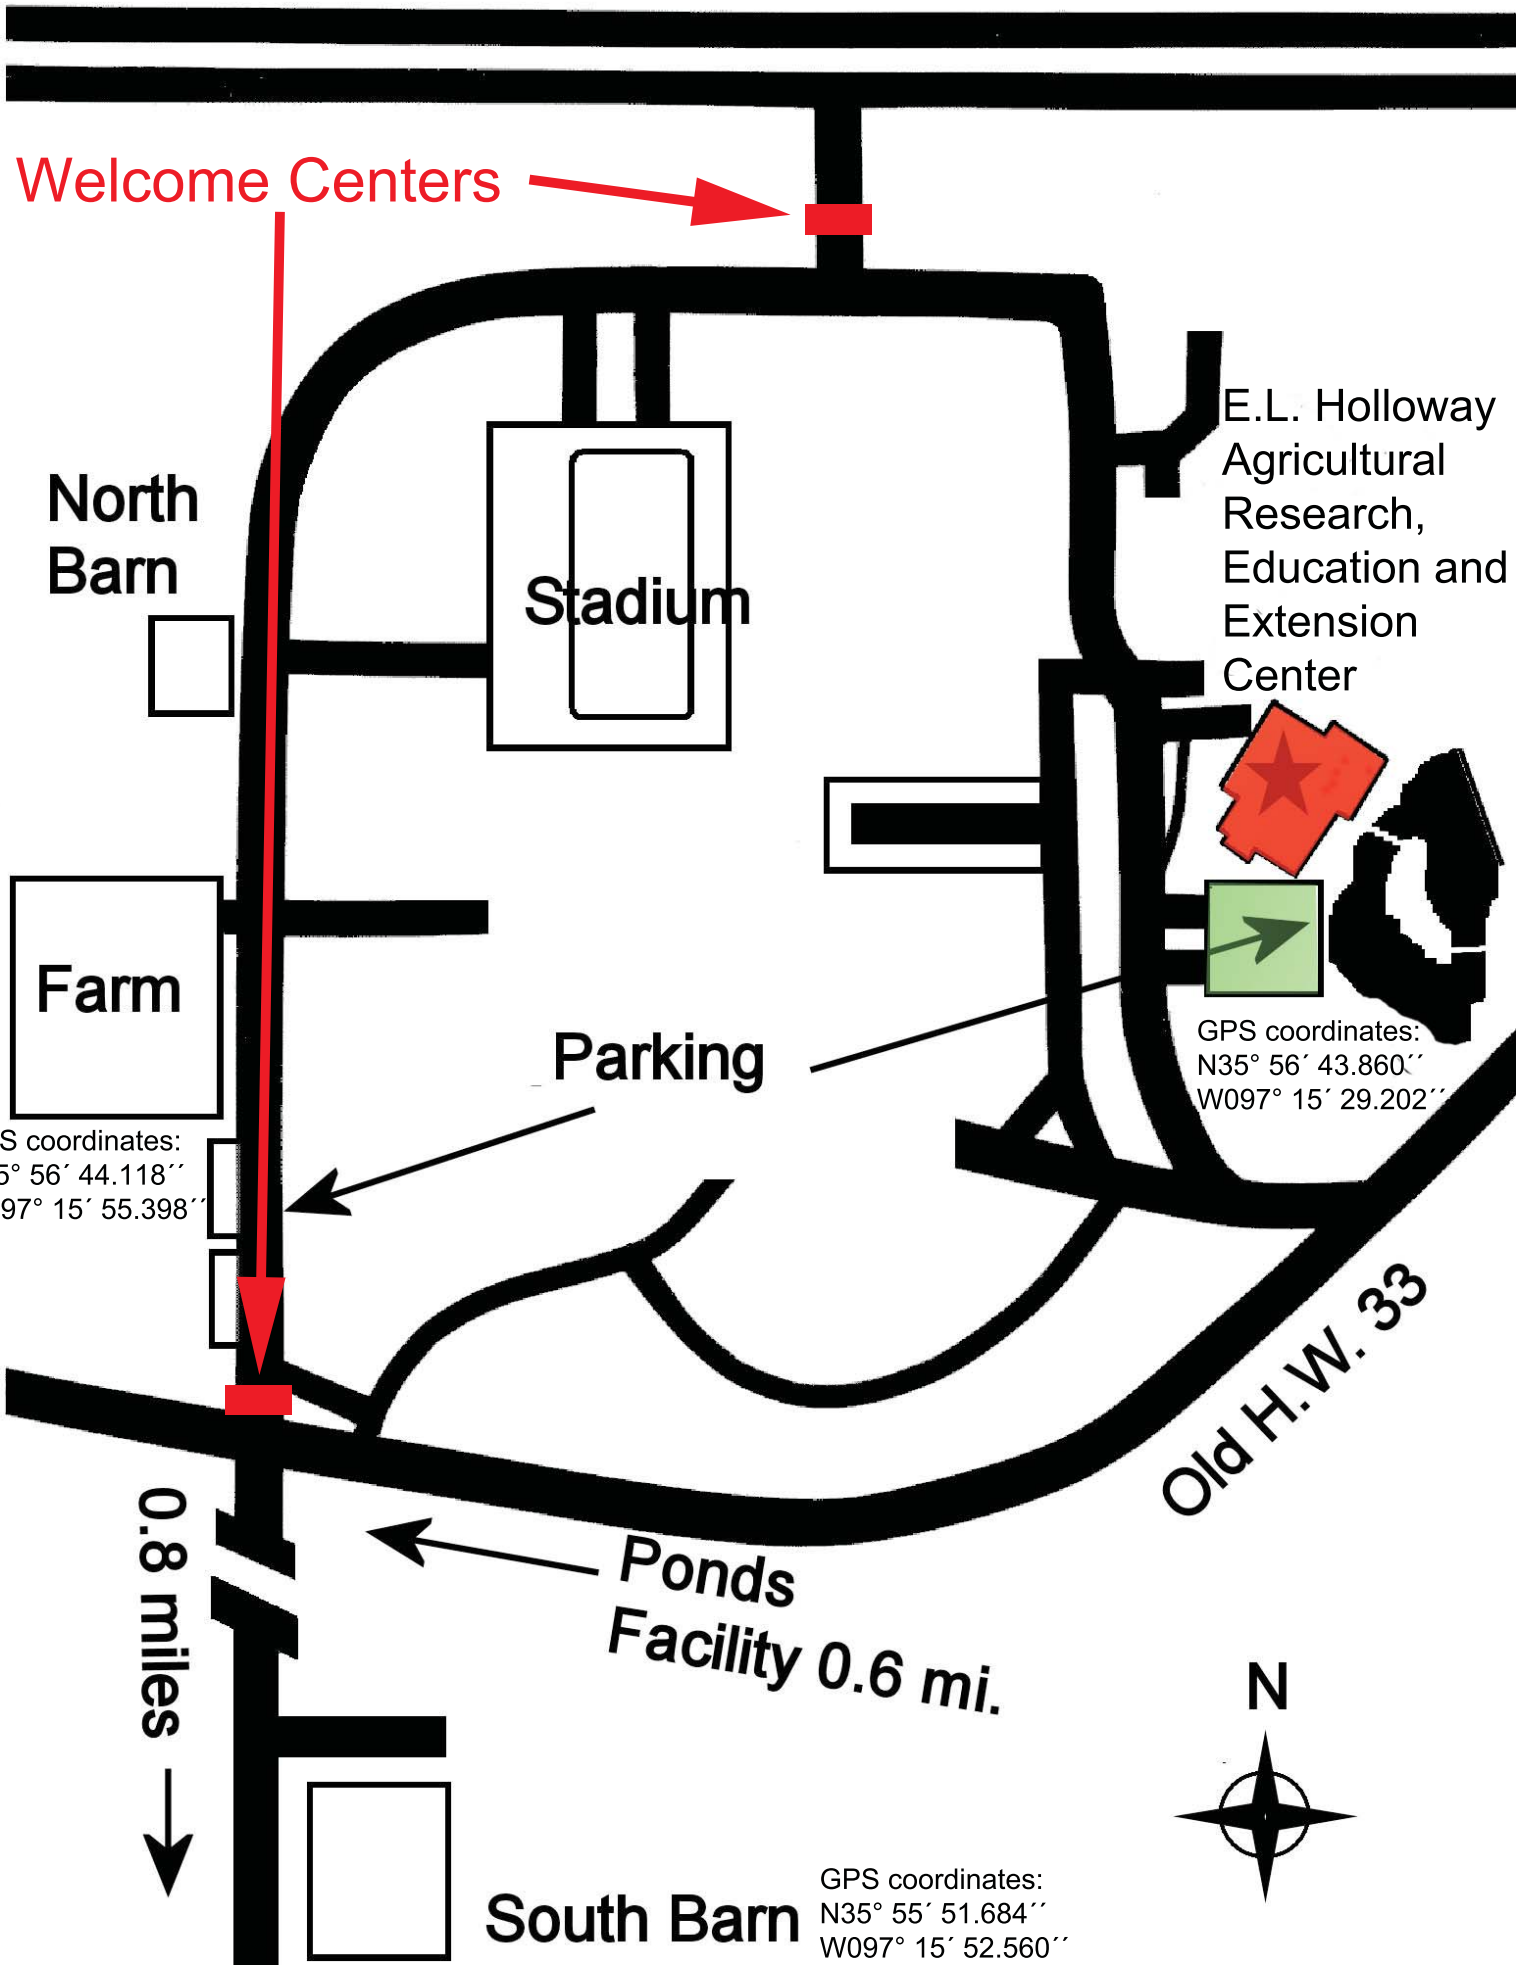 Welcome Centers
E.L. Holloway
Agricultural
Research,
Education and
Extension
Center
North
Barn
Stadium
Farm
Parking
GPS coordinates:
N35° 56´ 43.860´´
W097° 15´ 29.202´´
S coordinates:
5° 56´ 44.118´´
97° 15´ 55.398´´
Old H.W. 33
0.8 miles
Ponds
Facility 0.6 mi.
N
South Barn
GPS coordinates:
N35° 55´ 51.684´´
W097° 15´ 52.560´´